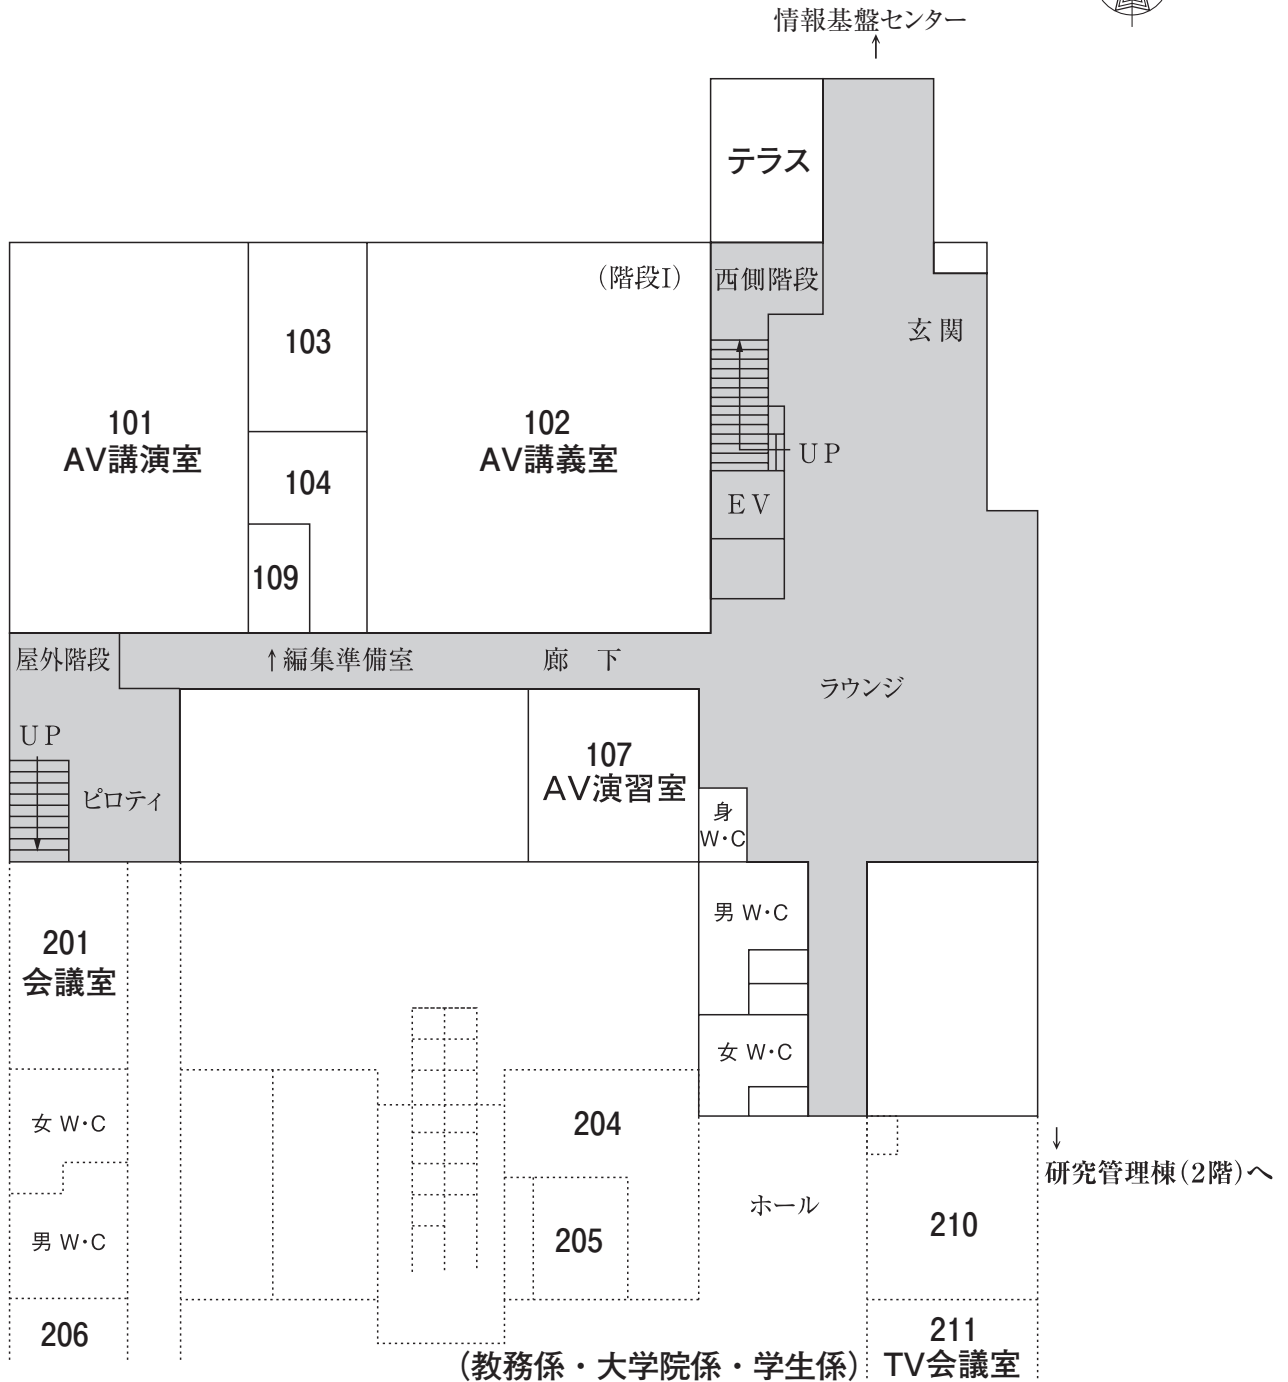 情報基盤センター
↑
テラス
(階段I)
西側階段
玄関
103
101
AV講演室
102
AV講義室
UP
104
EV
109
屋外階段
↑編集準備室
廊 下
ラウンジ
UP
ピロティ
107
AV演習室
身
W・C
男 W・C
201
会議室
女 W・C
女 W・C
204
↓
研究管理棟(2階)へ
ホール
210
男 W・C
205
206
211
TV会議室
(教務係・大学院係・学生係)